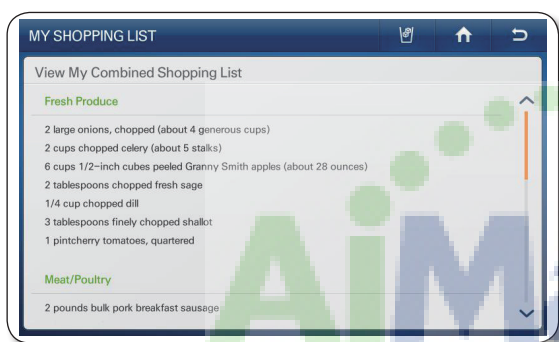 MY SHOPPING LIST
View My Combined Shopping List
Fresh Produce
2 large onions, chopped (about 4 generous cups)
2 cups chopped celery (about 5 stalks)
6 cups 1/2-inch cubes peeled Granny Smith apples (about 28 ounces)
2 tablespoons chopped fresh sage
1/4 cup chopped dill
3 tablespoons finely chopped shallot
1 pintcherry tomatoes, quartered
Meat/Poultry
2 pounds bulk pork breakfast sausage